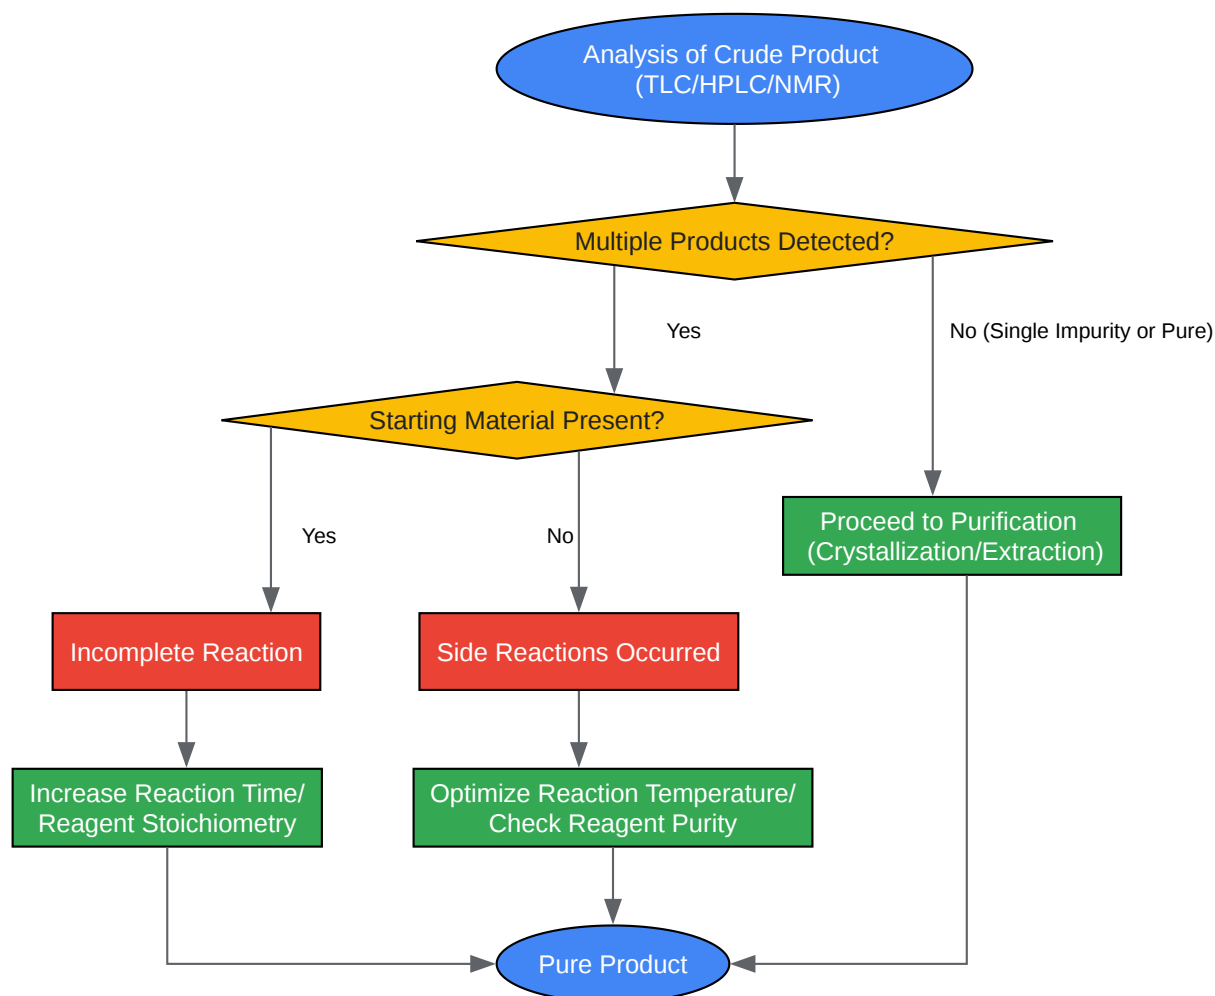 Analysis of Crude Product
(TLC/HPLC/NMR)
Multiple Products Detected?
Yes
No (Single Impurity or Pure)
Starting Material Present?
Yes
No
Proceed to Purification
(Crystallization/Extraction)
Incomplete Reaction
Side Reactions Occurred
Increase Reaction Time/
Reagent Stoichiometry
Optimize Reaction Temperature/
Check Reagent Purity
Pure Product